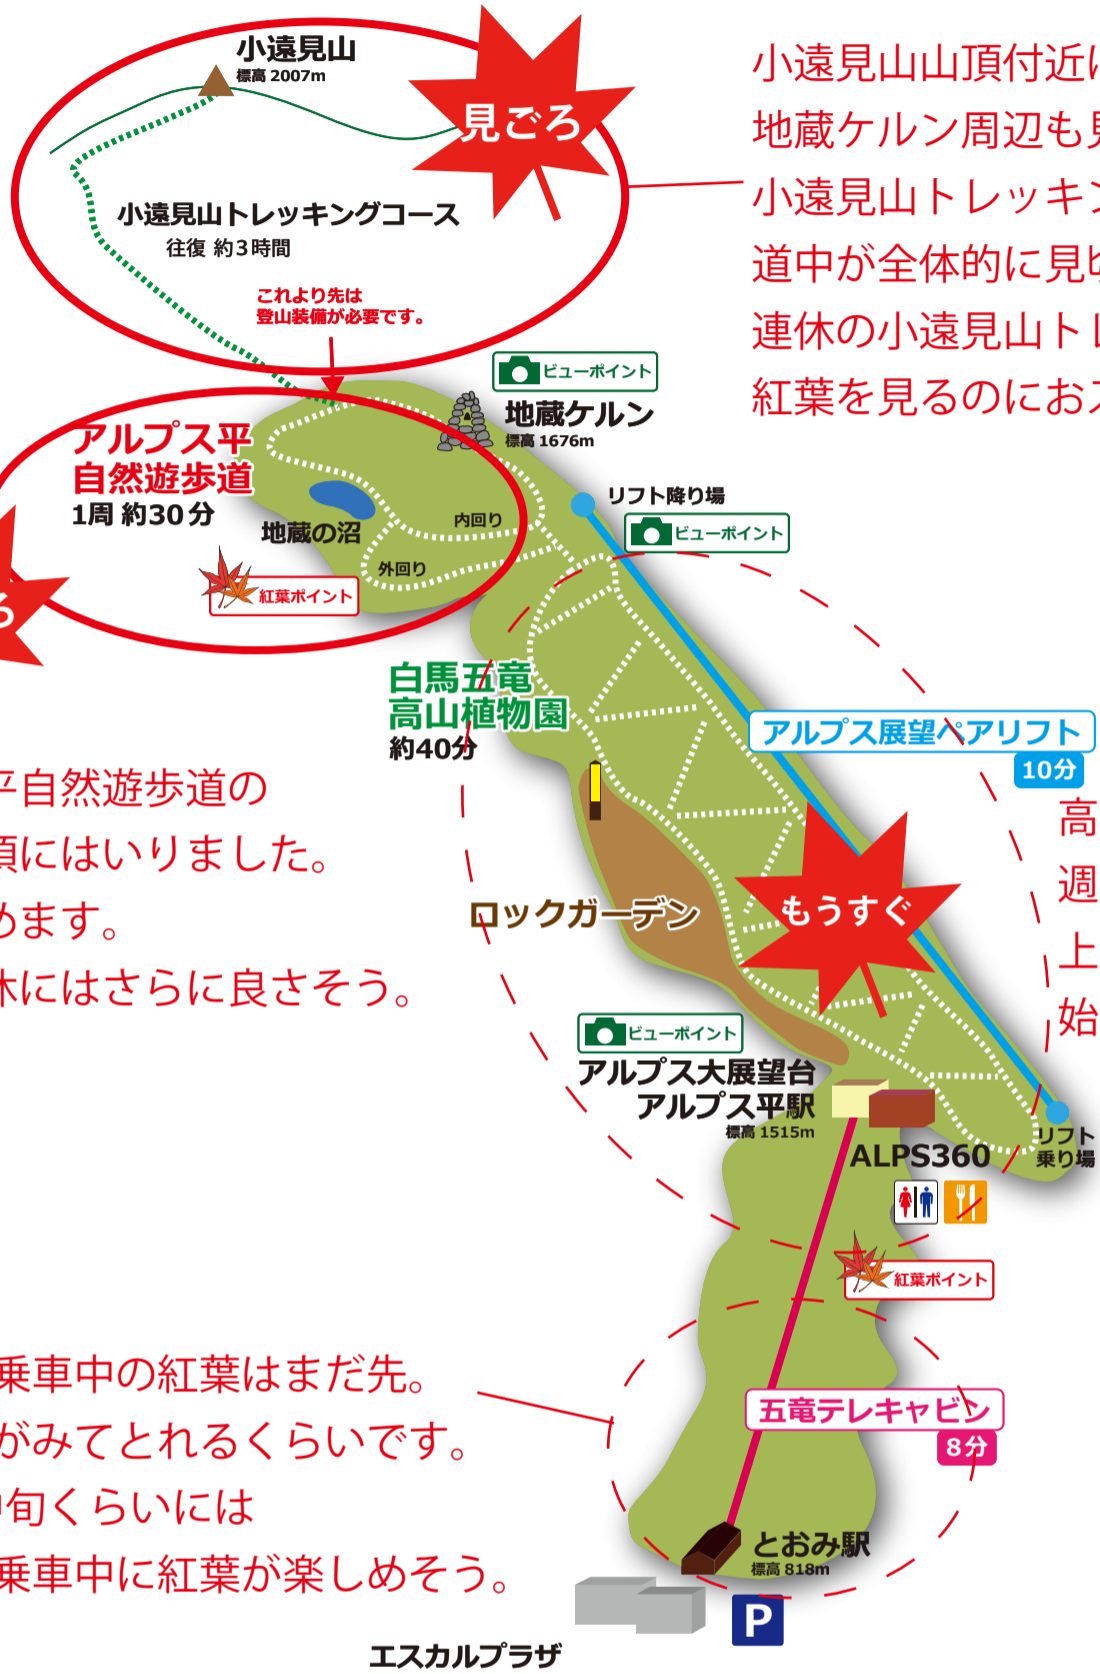 小遠見山
標高 2007m
見ごろ
小遠見山トレッキングコース
往復 約3時間
これより先は
登山装備が必要です。
小遠見山山頂付近
地蔵ケルン周辺も
小遠見山トレッキン
道中が全体的に見
連休の小遠見山トレ
紅葉を見るのにお
ビューポイント
地蔵ケルン
標高 1676m
アルプス平
自然遊歩道
1周 約30分
地蔵の沼
内回り
外回り
紅葉ポイント
リフト降り場
ビューポイント
ろ
白馬五竜
高山植物園
約40分
アルプス展望ペアリフト
10分
平自然遊歩道の
頃にはいりました。
めます。
休にはさらに良さそう。
高
週
上
始
ロックガーデン
もうすぐ
ビューポイント
アルプス大展望台
アルプス平駅
標高 1515m
ALPS360
リフト
乗り場
紅葉ポイント
乗車中の紅葉はまだ先。
がみてとれるくらいです。
中旬くらいには
乗車中に紅葉が楽しめそう。
五竜テレキャビン
8分
とおみ駅
標高 818m
P
エスカルプラザ